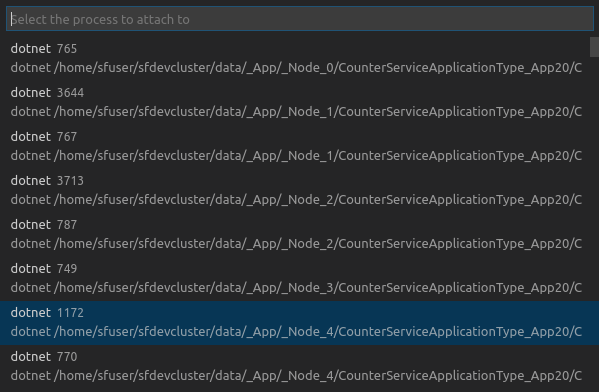 Select the process to attach to
dotnet 765
dotnet /home/sfuser/sfdevcluster/data/_App/_Node_0/CounterServiceApplicationType_App20/C
dotnet 3644
dotnet /home/sfuser/sfdevcluster/data/_App/_Node_1/CounterServiceApplicationType_App20/C
dotnet 767
dotnet /home/sfuser/sfdevcluster/data/_App/_Node_1/CounterServiceApplicationType_App20/C
dotnet 3713
dotnet /home/sfuser/sfdevcluster/data/_App/_Node_2/CounterServiceApplicationType_App20/C
dotnet 787
dotnet /home/sfuser/sfdevcluster/data/_App/_Node_2/CounterServiceApplicationType_App20/C
dotnet 749
dotnet /home/sfuser/sfdevcluster/data/_App/_Node_3/CounterServiceApplicationType_App20/C
dotnet 1172
dotnet /home/sfuser/sfdevcluster/data/_App/_Node_4/CounterServiceApplicationType_App20/C
dotnet 770
dotnet /home/sfuser/sfdevcluster/data/_App/_Node_4/CounterServiceApplicationType_App20/C